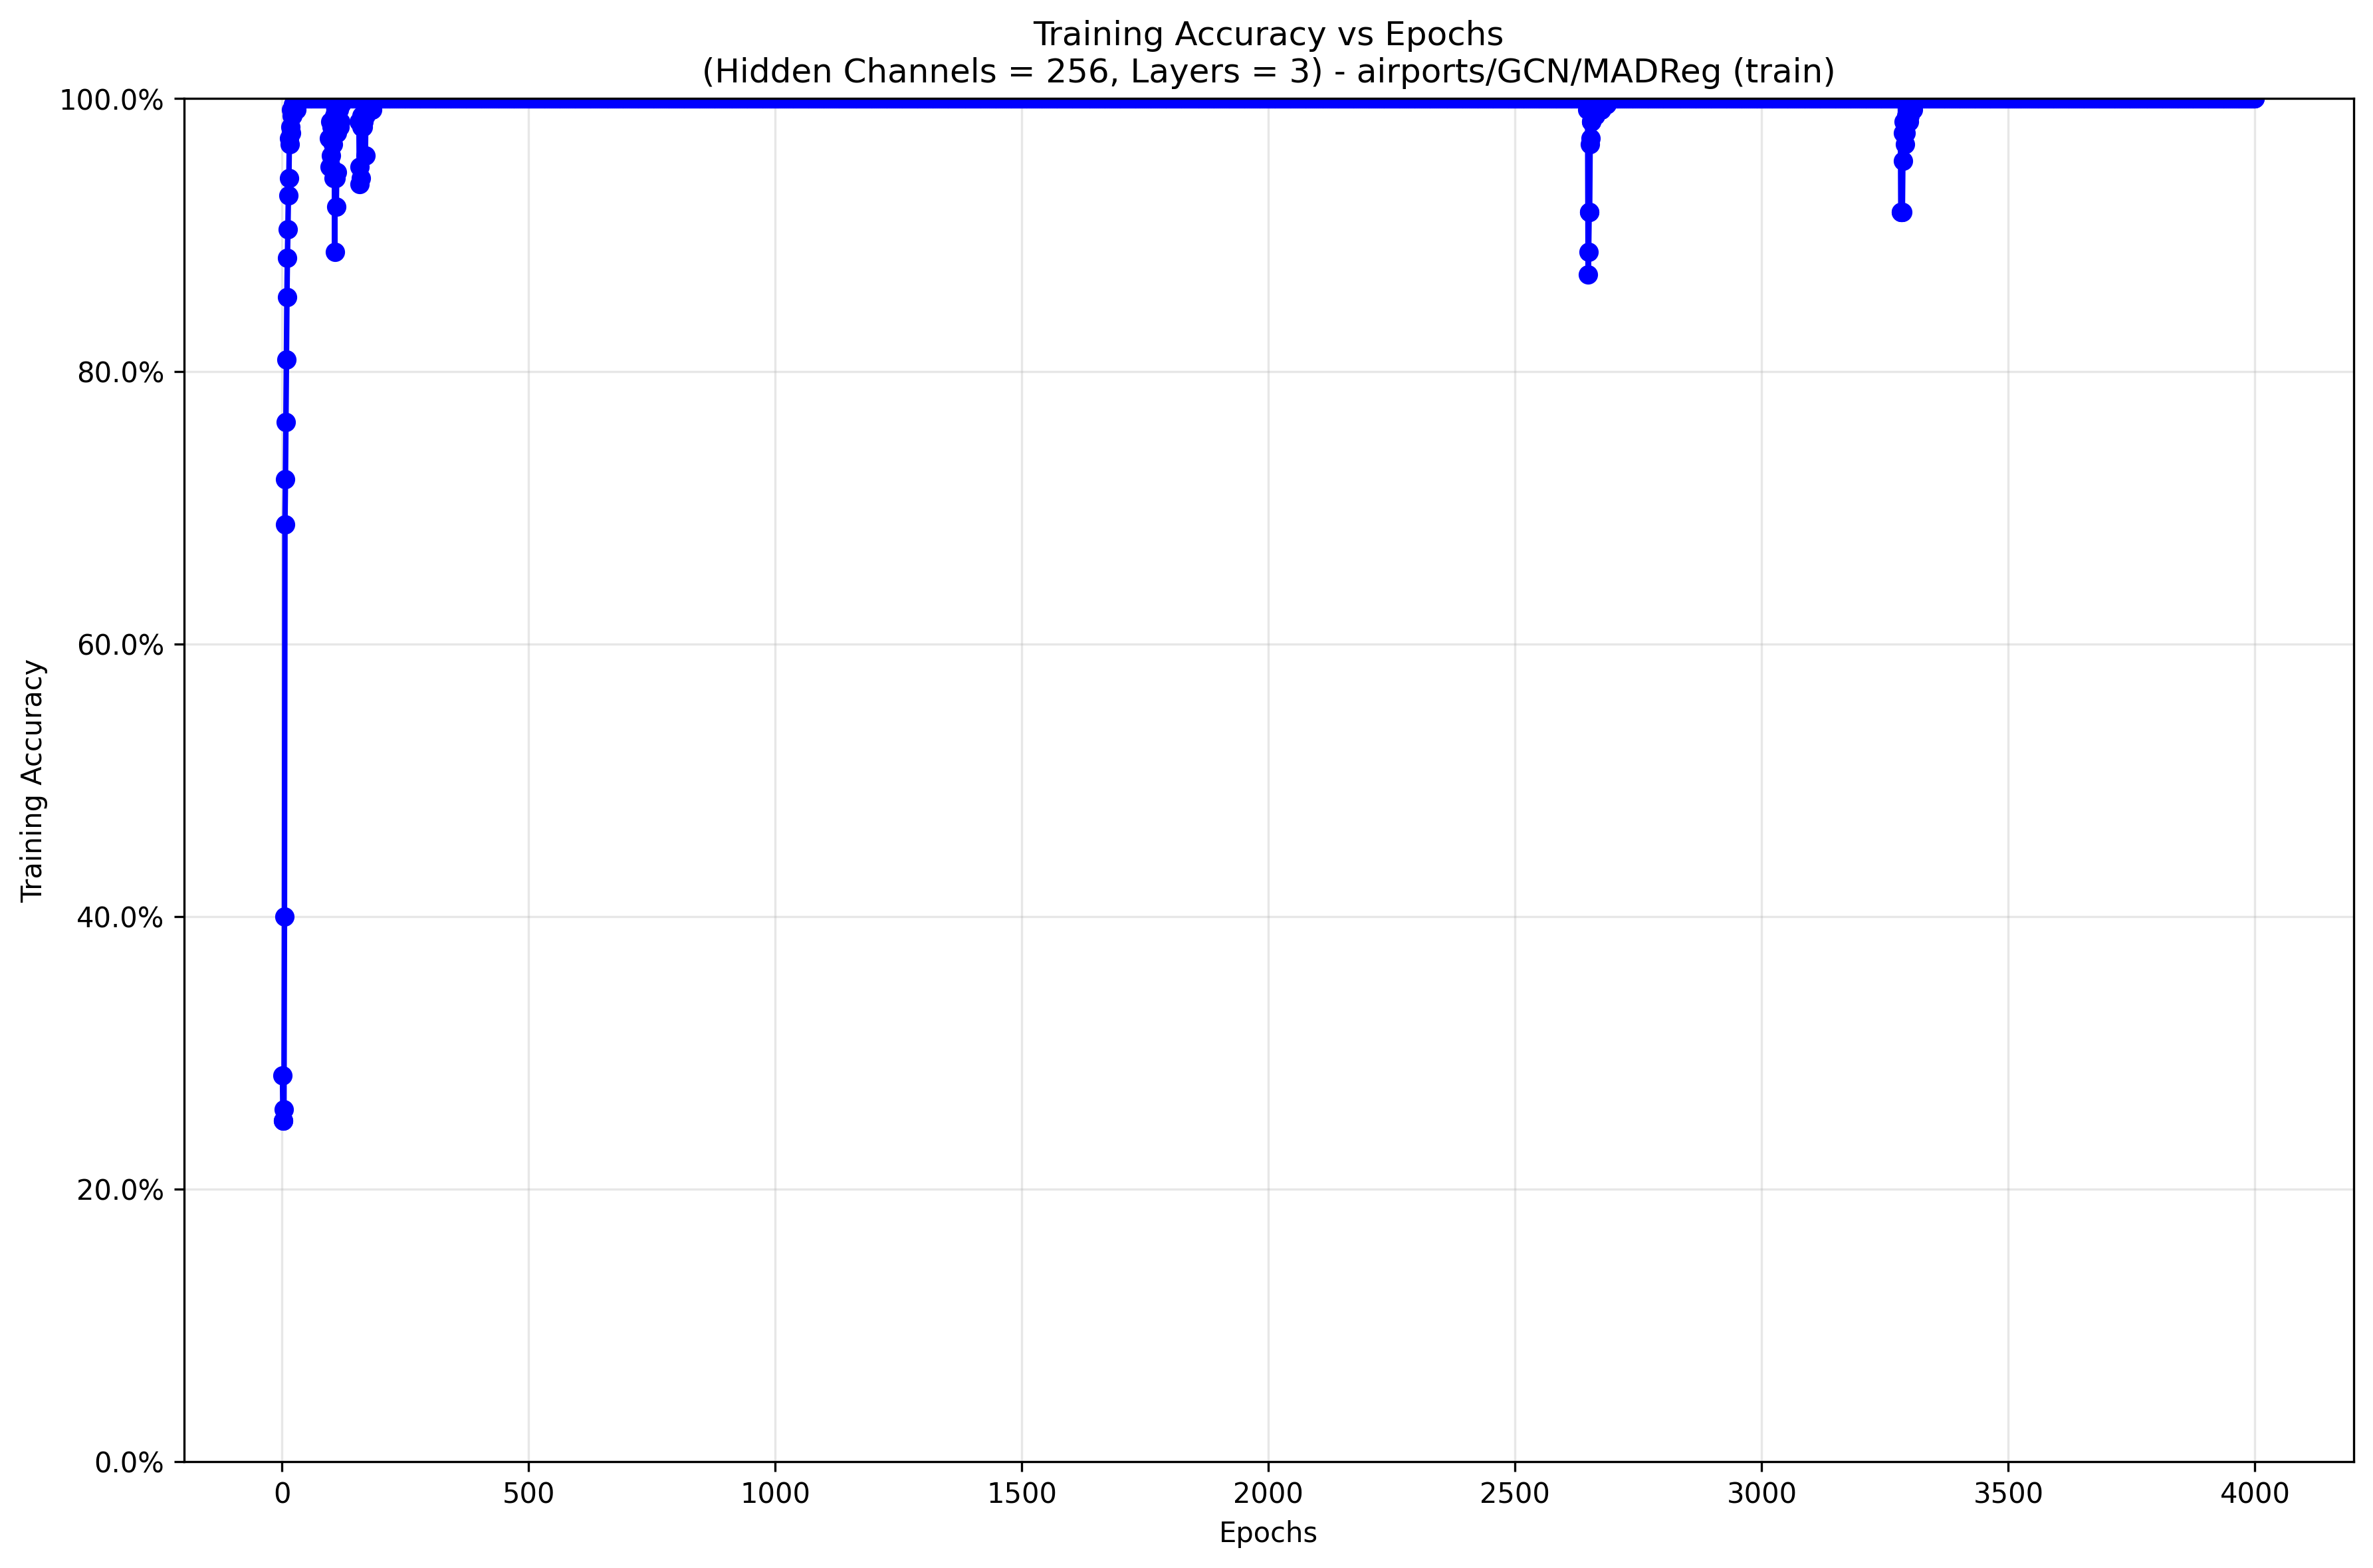 Training Accuracy vs Epochs
(Hidden Channels = 256, Layers = 3) - airports/GCN/MADReg (train)
Training Accuracy
100.0%
80.0%
60.0%
40.0%
20.0%
0.0%
0 500 1000 1500 2000 2500 3000 3500 4000
Epochs